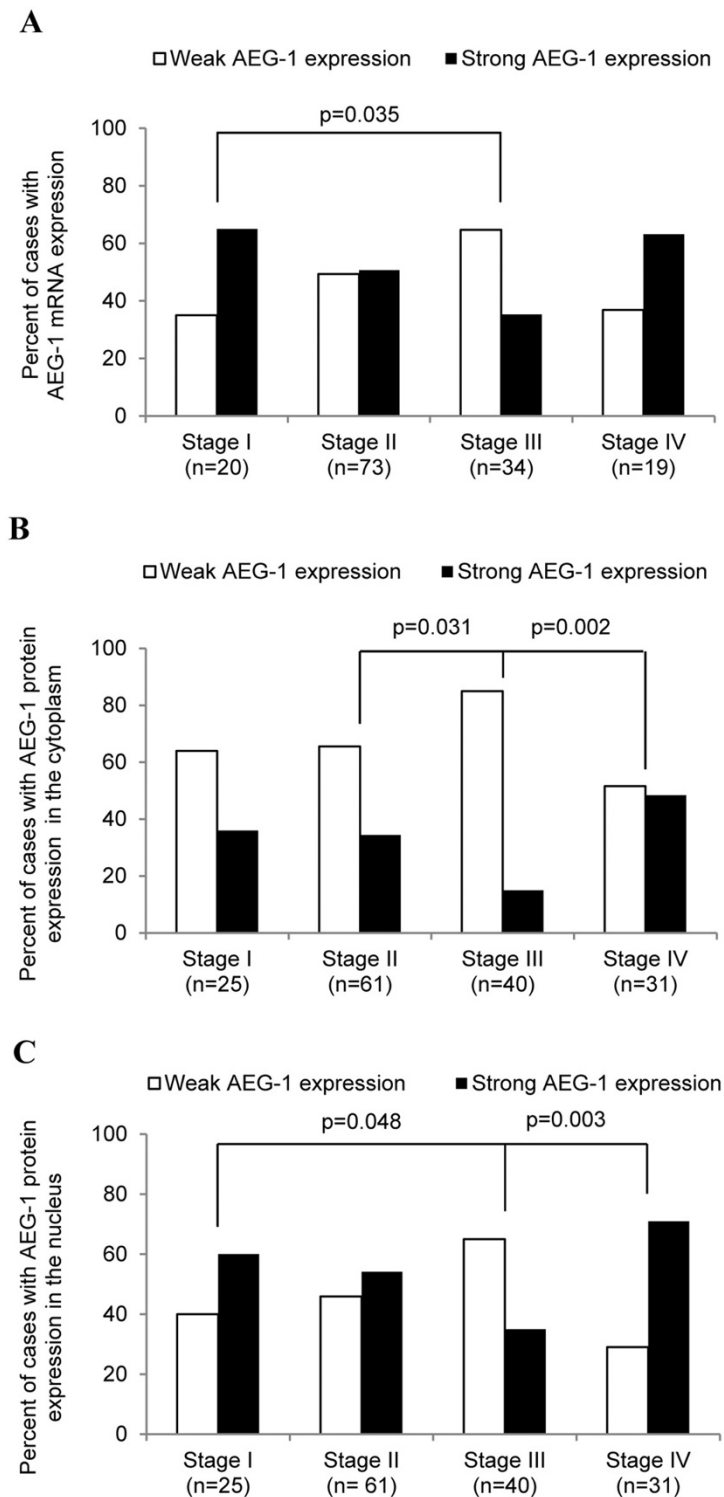 A
Weak AEG-1 expression Strong AEG-1 expression
p=0.035
Percent of cases with
AEG-1 mRNA expression
100
80
60
40
20
0
Stage I Stage II Stage III Stage IV
(n=20) (n=73) (n=34) (n=19)
B
Weak AEG-1 expression Strong AEG-1 expression
p=0.031 p=0.002
Percent of cases with AEG-1 protein
expression in the cytoplasm
100
80
60
40
20
0
Stage I Stage II Stage III Stage IV
(n=25) (n=61) (n=40) (n=31)
C
Weak AEG-1 expression Strong AEG-1 expression
p=0.048 p=0.003
Percent of cases with AEG-1 protein
expression in the nucleus
100
80
60
40
20
0
Stage I Stage II Stage III Stage IV
(n=25) (n= 61) (n=40) (n=31)